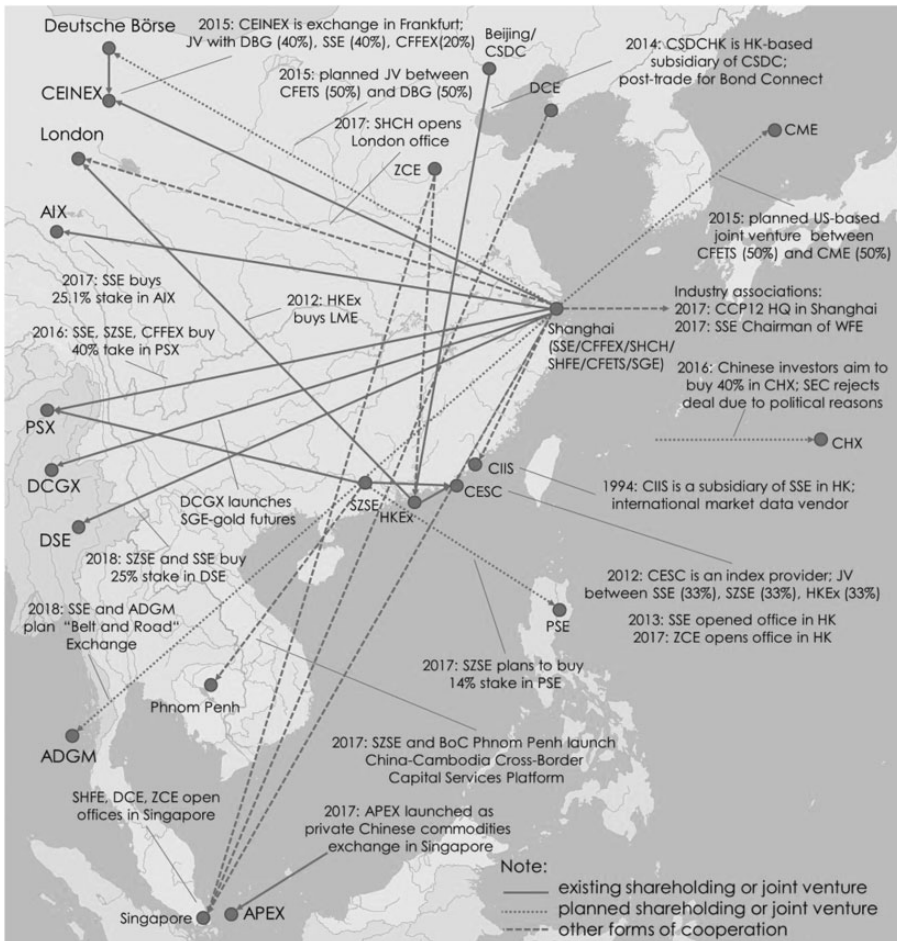 Deutsche Börse
2015: CEINEX is exchange in Frankfurt;
JV with DBG (40%), SSE (40%), CFFEX(20%)
Beijing/
CSDC
2014: CSDCHK is HK-based
subsidiary of CSDC;
post-trade for Bond Connect
2015: planned JV between
CFETS (50%) and DBG (50%)
CEINEX
DCE
London
2017: SHCH opens
London office
CME
ZCE
AIX
2015: planned US-based
joint venture between
CFETS (50%) and CME (50%)
2017: SSE buys
25.1% stake in AIX
2012: HKEx
buys LME
Industry associations:
2017: CCP12 HQ in Shanghai
2017: SSE Chairman of WFE
Shanghai
(SSE/CFFEX/SHCH/
SHFE/CFETS/SGE)
2016: SSE, SZSE, CFFEX buy
40% take in PSX
2016: Chinese investors aim to
buy 40% in CHX; SEC rejects
deal due to political reasons
PSX
CHX
DCGX
CIIS
CESC
DCGX launches
SGE-gold futures
SZSE/
HKEx
1994: CIIS is a subsidiary of SSE in HK;
international market data vendor
DSE
2018: SZSE and SSE buy
25% stake in DSE
2012: CESC is an index provider; JV
between SSE (33%), SZSE (33%), HKEx (33%)
2013: SSE opened office in HK
2017: ZCE opens office in HK
2018: SSE and ADGM
plan "Belt and Road"
Exchange
PSE
2017: SZSE plans to buy
14% stake in PSE
Phnom Penh
ADGM
2017: SZSE and BoC Phnom Penh launch
China-Cambodia Cross-Border
Capital Services Platform
SHFE, DCE, ZCE open
offices in Singapore
2017: APEX launched as
private Chinese commodities
exchange in Singapore
Note:
existing shareholding or joint venture
planned shareholding or joint venture
other forms of cooperation
Singapore
APEX